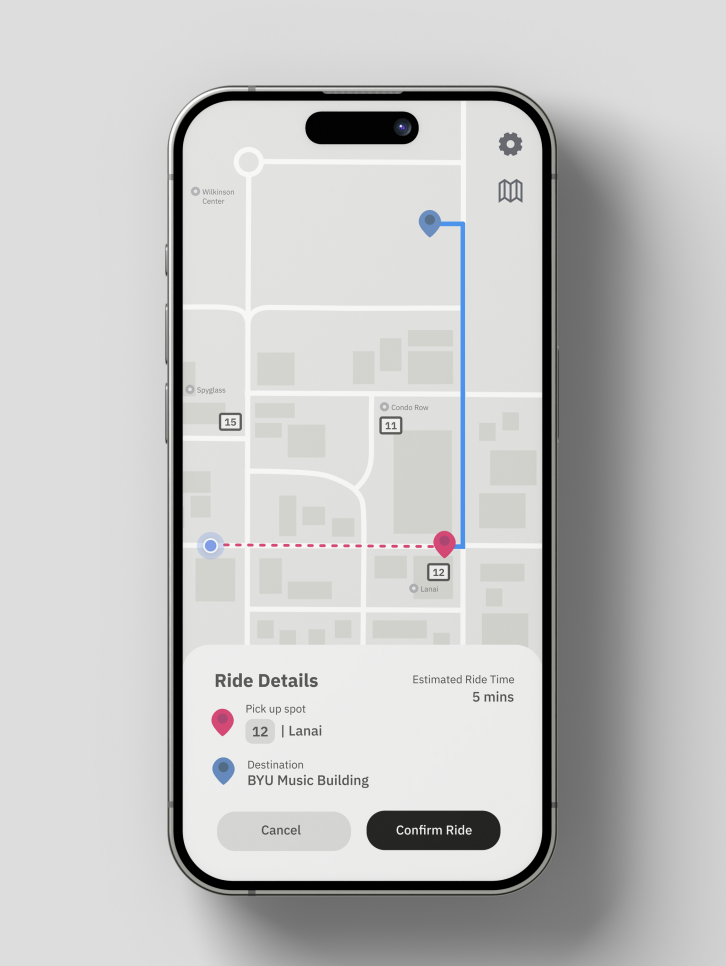 Wilkinson
Center
Spyglass
15
Condo Row
11
12
Lanai
Ride Details
Estimated Ride Time
5 mins
Pick up spot
12 | Lanai
Destination
BYU Music Building
Cancel
Confirm Ride